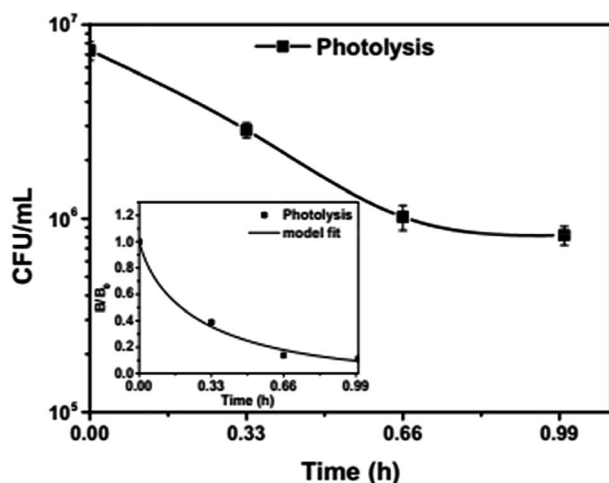 10⁷
Photolysis
CFU/mL
10⁶
1.2
Photolysis
model fit
1.0
0.8
B/B₀
0.6
0.4
0.2
0.0
0.00 0.33 0.66 0.99
Time (h)
10⁵
0.00 0.33 0.66 0.99
Time (h)